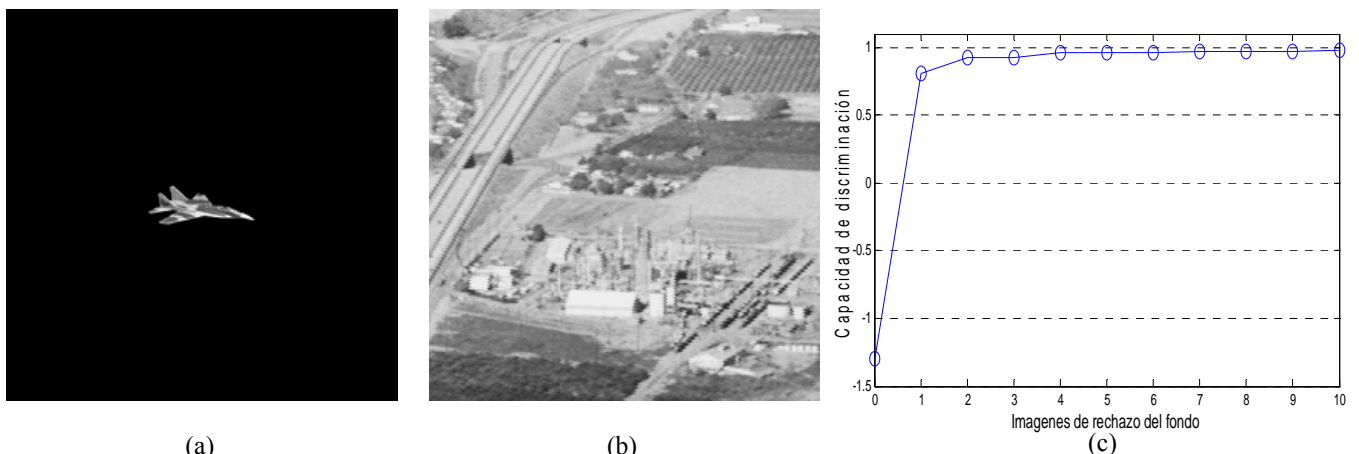 1
0.5
0
-0.5
-1
-1.5
Capacidad de discriminación
0 1 2 3 4 5 6 7 8 9 10
Imagenes de rechazo del fondo
(a) (b) (c)